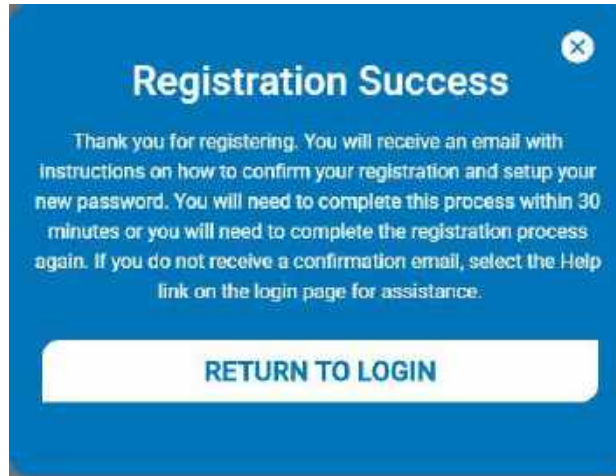 Registration Success
Thank you for registering. You will receive an email with
instructions on how to confirm your registration and setup your
new password. You will need to complete this process within 30
minutes or you will need to complete the registration process
again. If you do not receive a confirmation email, select the Help
link on the login page for assistance.
RETURN TO LOGIN